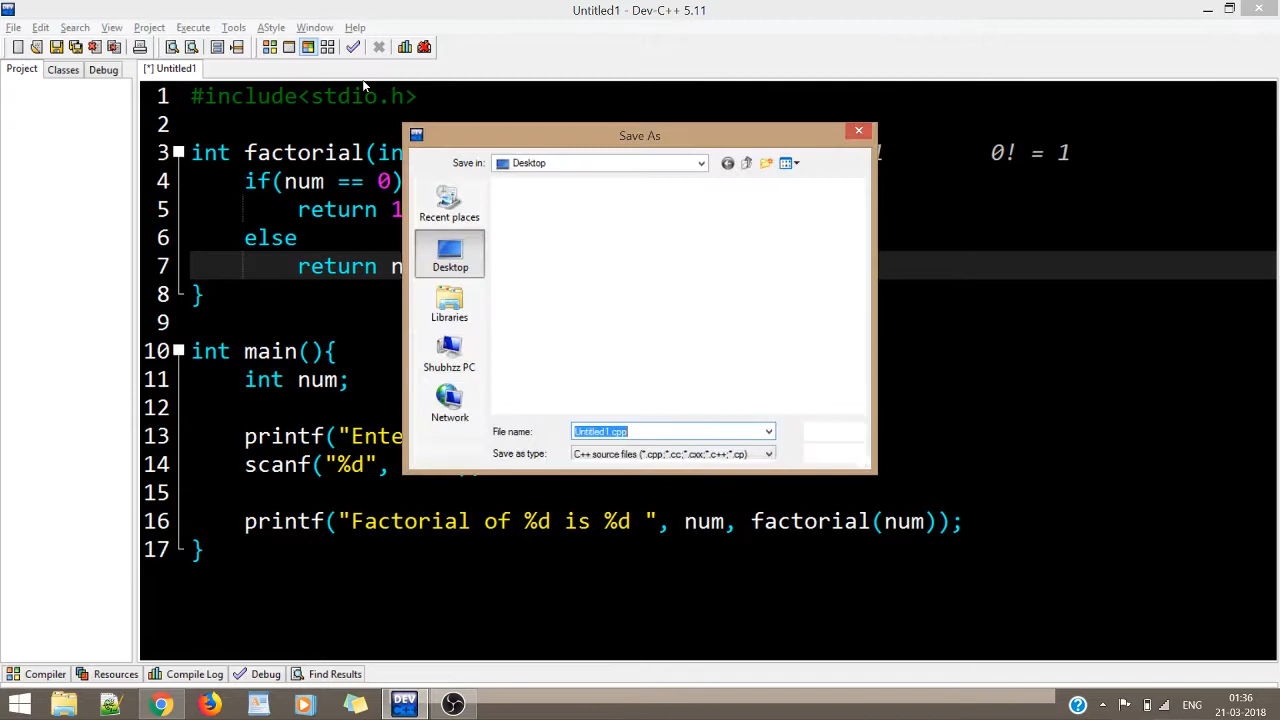 Untitled1 - Dev-C++ 5.11
File Edit Search View Project Execute Tools AStyle Window Help
Project Classes Debug [*] Untitled1
1 #include<stdio.h>
2
3 int factorial(in 0! = 1
4 if(num == 0)
5 return 1
6 else
7 return n
8 }
9
10 int main(){
11 int num;
12
13 printf("Ente
14 scanf("%d",
15
16 printf("Factorial of %d is %d ", num, factorial(num));
17 }
Save As
Save in: Desktop
Recent places
Desktop
Libraries
Shubhzz PC
Network
File name: Untitled1.cpp
Save as type: C++ source files (*.cpp;*.cc;*.cxx;*.c++;*.cp)
Compiler Resources Compile Log Debug Find Results
DEV
ENG
01:36
21-03-2018